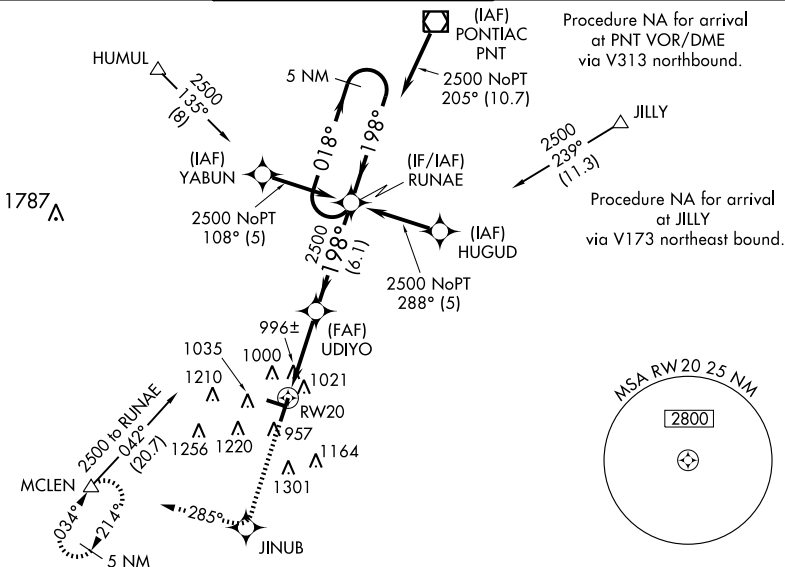 (IAF)
PONTIAC
PNT
Procedure NA for arrival
at PNT VOR/DME
via V313 northbound.
HUMUL
5 NM
2500 NoPT
205° (10.7)
2500
135°
(8)
JILLY
2500
239°
(11.3)
018°
198°
(IAF)
YABUN
(IF/IAF)
RUNAE
1787
2500 NoPT
108° (5)
Procedure NA for arrival
at JILLY
via V173 northeast bound.
(IAF)
HUGUD
2500
198°
(6.1)
2500 NoPT
288° (5)
(FAF)
UDIYO
996±
1035
1000
1021
1210
RW20
MSA RW20 25 NM
2800
2500 to RUNAE
042°
(20.7)
1256
1220
957
1164
1301
MCLEN
034°
214°
285°
JINUB
5 NM